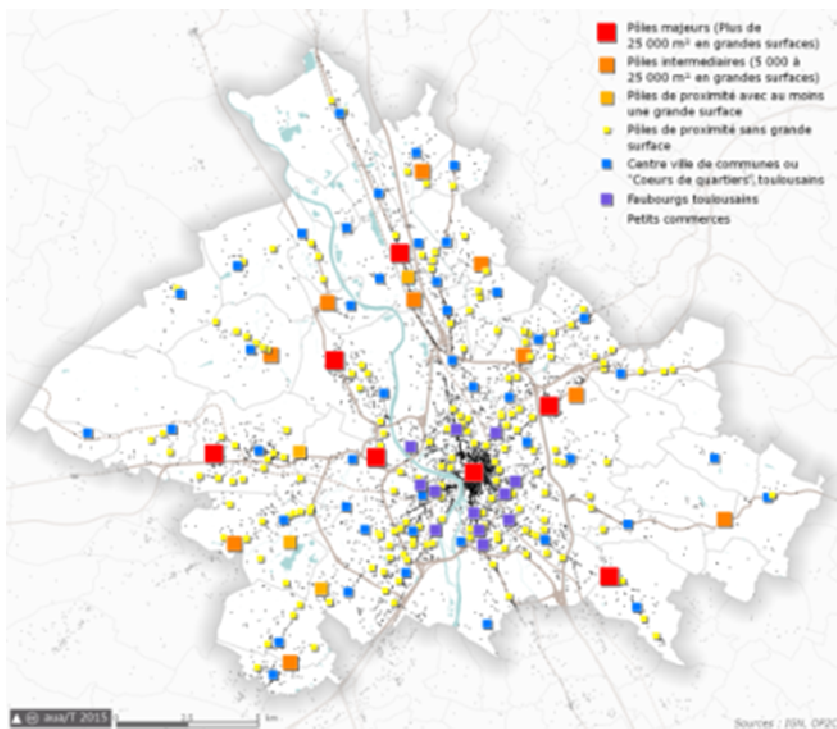 Pôles majeurs (Plus de
25 000 m² en grandes surfaces)
Pôles intermediaires (5 000 à
25 000 m² en grandes surfaces)
Pôles de proximité avec au moins
une grande surface
Pôles de proximité sans grande
surface
Centre ville de communes ou
"Coeurs de quartiers", toulousains
Faubourgs toulousains
Petits commerces
aua/T 2015
km
Sources : IGN,